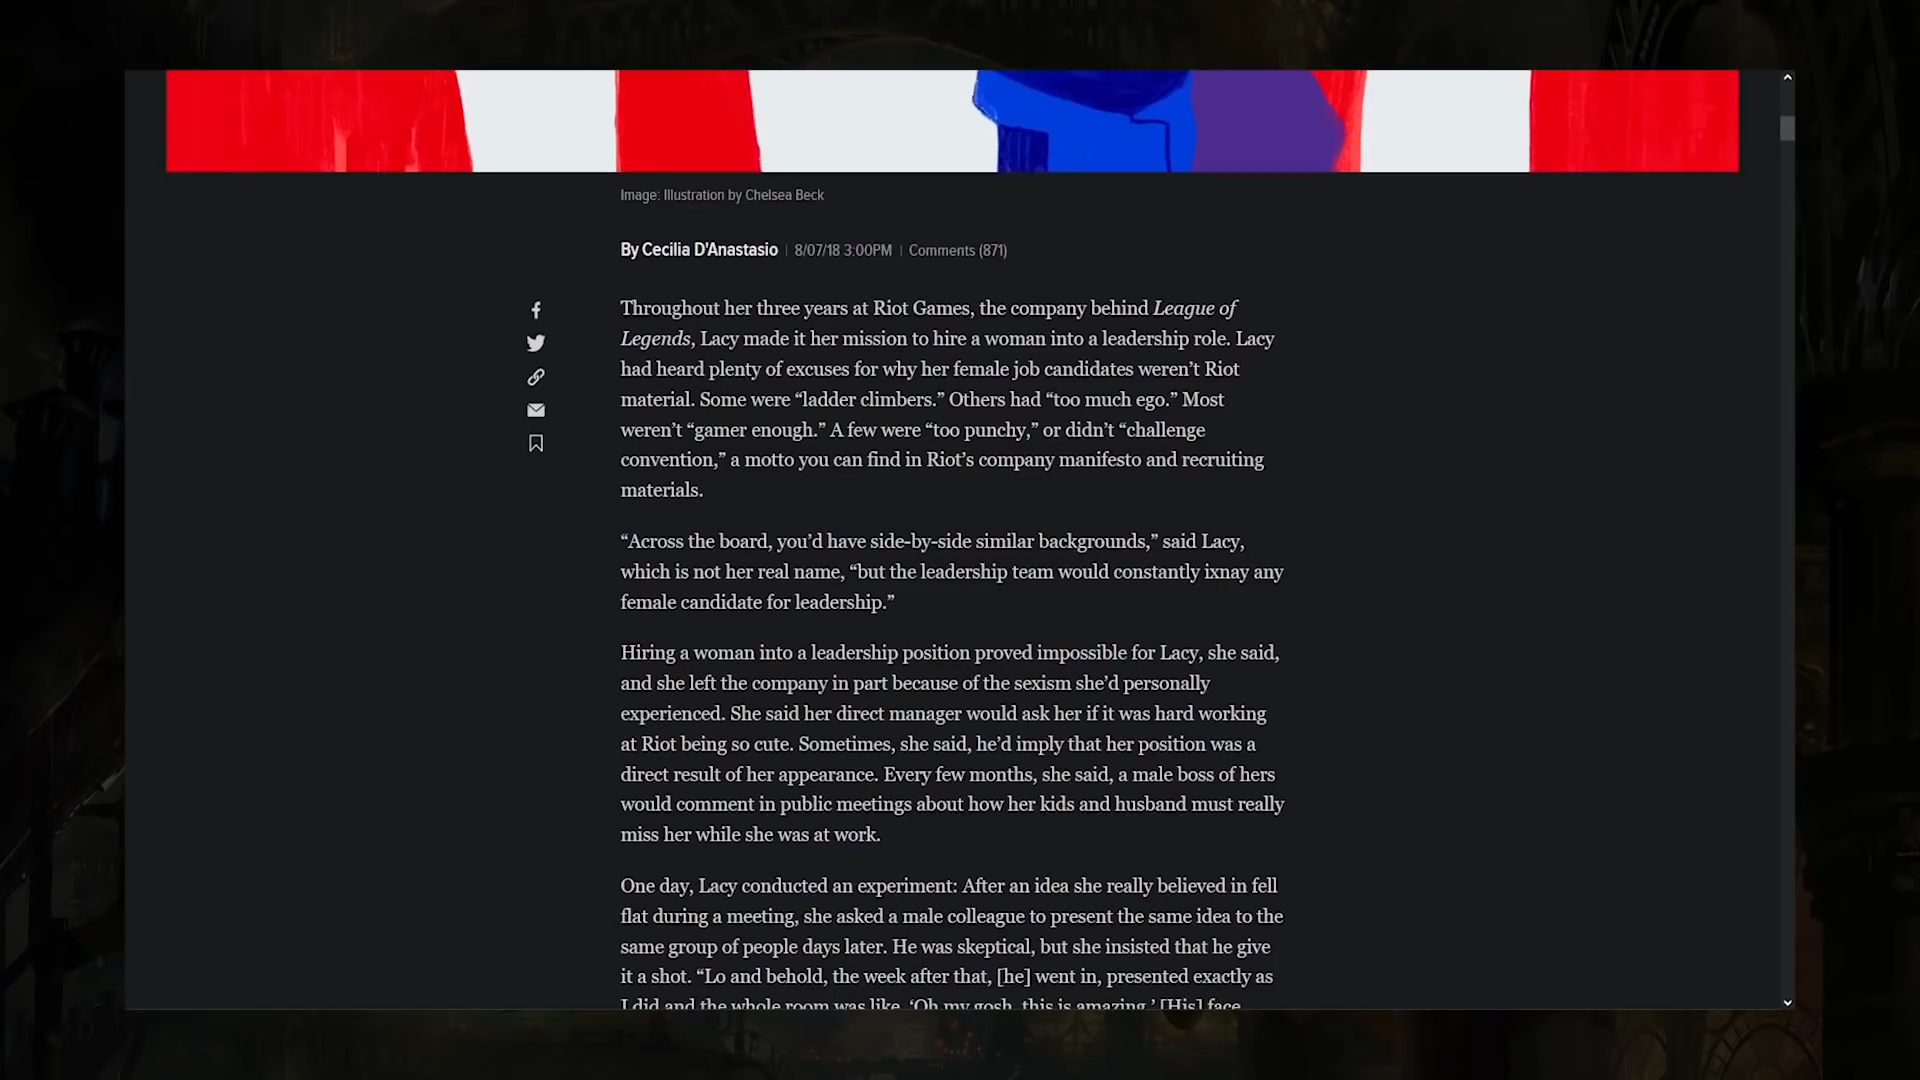 Image: Illustration by Chelsea Beck
By Cecilia D'Anastasio | 8/07/18 3:00PM | Comments (871)
Throughout her three years at Riot Games, the company behind League of
Legends, Lacy made it her mission to hire a woman into a leadership role. Lacy
had heard plenty of excuses for why her female job candidates weren’t Riot
material. Some were “ladder climbers.” Others had “too much ego.” Most
weren’t “gamer enough.” A few were “too punchy,” or didn’t “challenge
convention,” a motto you can find in Riot’s company manifesto and recruiting
materials.
“Across the board, you’d have side-by-side similar backgrounds,” said Lacy,
which is not her real name, “but the leadership team would constantly ixnay any
female candidate for leadership.”
Hiring a woman into a leadership position proved impossible for Lacy, she said,
and she left the company in part because of the sexism she’d personally
experienced. She said her direct manager would ask her if it was hard working
at Riot being so cute. Sometimes, she said, he’d imply that her position was a
direct result of her appearance. Every few months, she said, a male boss of hers
would comment in public meetings about how her kids and husband must really
miss her while she was at work.
One day, Lacy conducted an experiment: After an idea she really believed in fell
flat during a meeting, she asked a male colleague to present the same idea to the
same group of people days later. He was skeptical, but she insisted that he give
it a shot. “Lo and behold, the week after that, [he] went in, presented exactly as
I did and the whole room was like, ‘Oh my gosh, this is amazing.’ [His] face